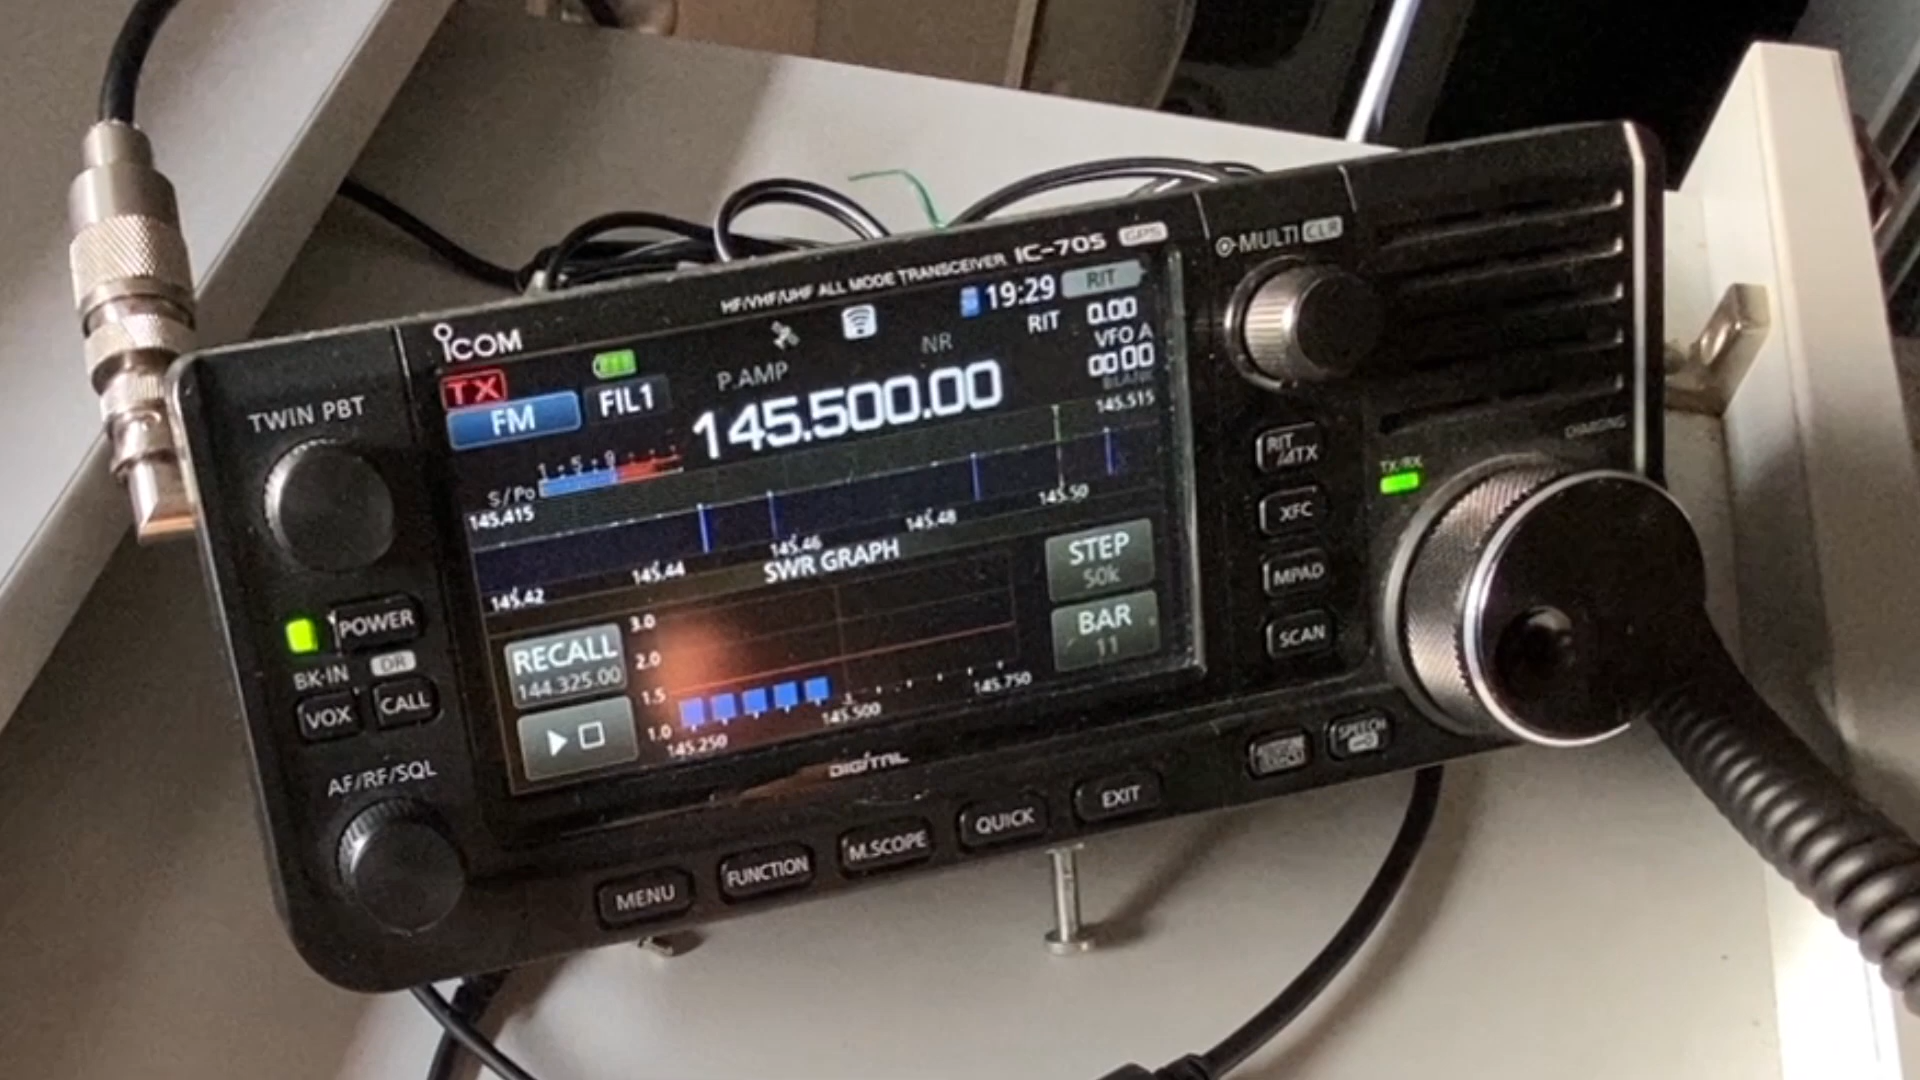 HF/VHF/UHF ALL MODE TRANSCEIVER IC-705 GPS
MULTI CLR
ICOM
19:29 RIT
RIT 0.00
VFO A
00 00
BLANK
TX
FM FIL1
P.AMP NR
145.500.00
TWIN PBT
1 5 9
S/Po
145.415
145.515
145.42
145.44
145.46
145.48
145.50
SWR GRAPH
3.0
2.0
1.5
1.0
145.250
145.500
145.750
RECALL
144.325.00
STEP
50k
BAR
11
DIGITAL
RIT
XFC
MPAD
SCAN
TX/RX
CHARGING
POWER
BK-IN DR
VOX CALL
AF/RF/SQL
MENU FUNCTION M.SCOPE QUICK EXIT
SPEECH